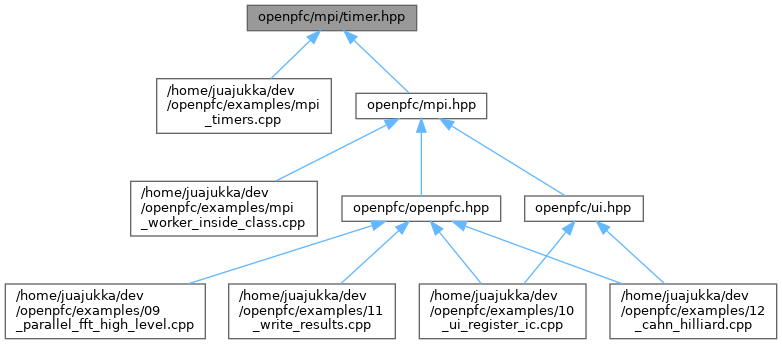 openpfc/mpi/timer.hpp
/home/juajukka/dev
/openpfc/examples/mpi
_timers.cpp
openpfc/mpi.hpp
/home/juajukka/dev
/openpfc/examples/mpi
_worker_inside_class.cpp
openpfc/openpfc.hpp
openpfc/ui.hpp
/home/juajukka/dev
/openpfc/examples/09
_parallel_fft_high_level.cpp
/home/juajukka/dev
/openpfc/examples/11
_write_results.cpp
/home/juajukka/dev
/openpfc/examples/10
_ui_register_ic.cpp
/home/juajukka/dev
/openpfc/examples/12
_cahn_hilliard.cpp